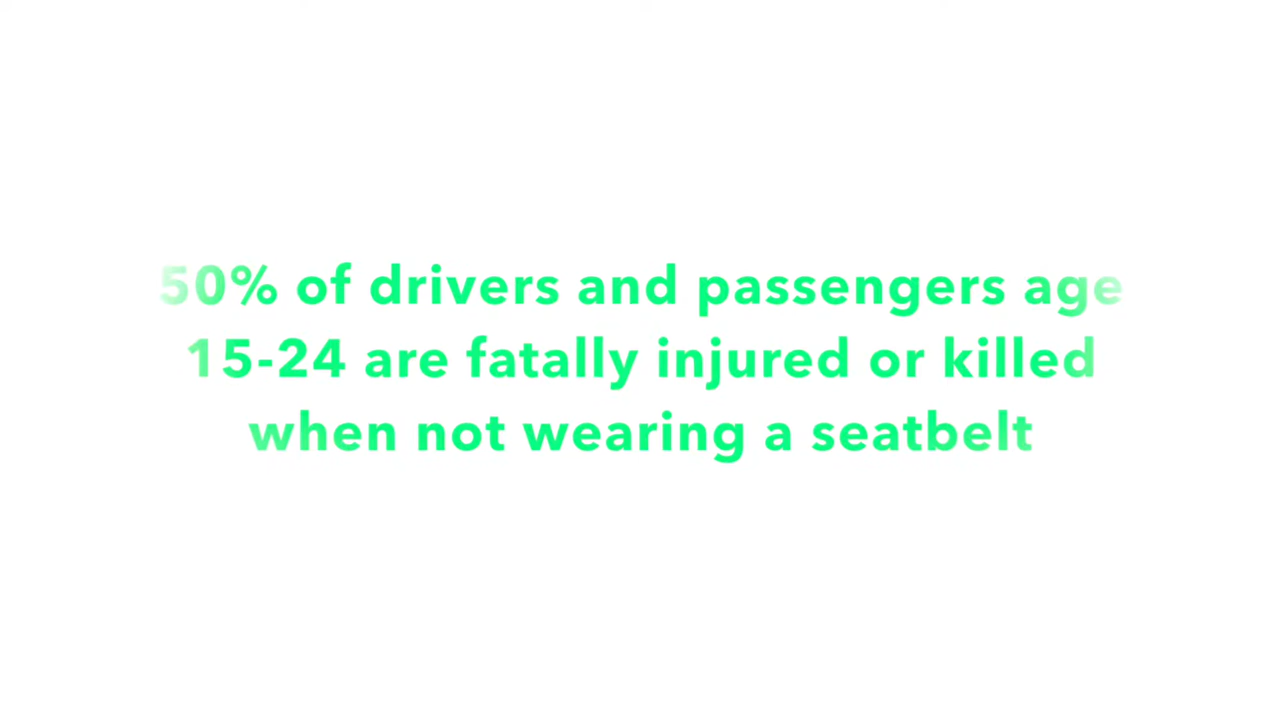 50% of drivers and passengers age
15-24 are fatally injured or killed
when not wearing a seatbelt